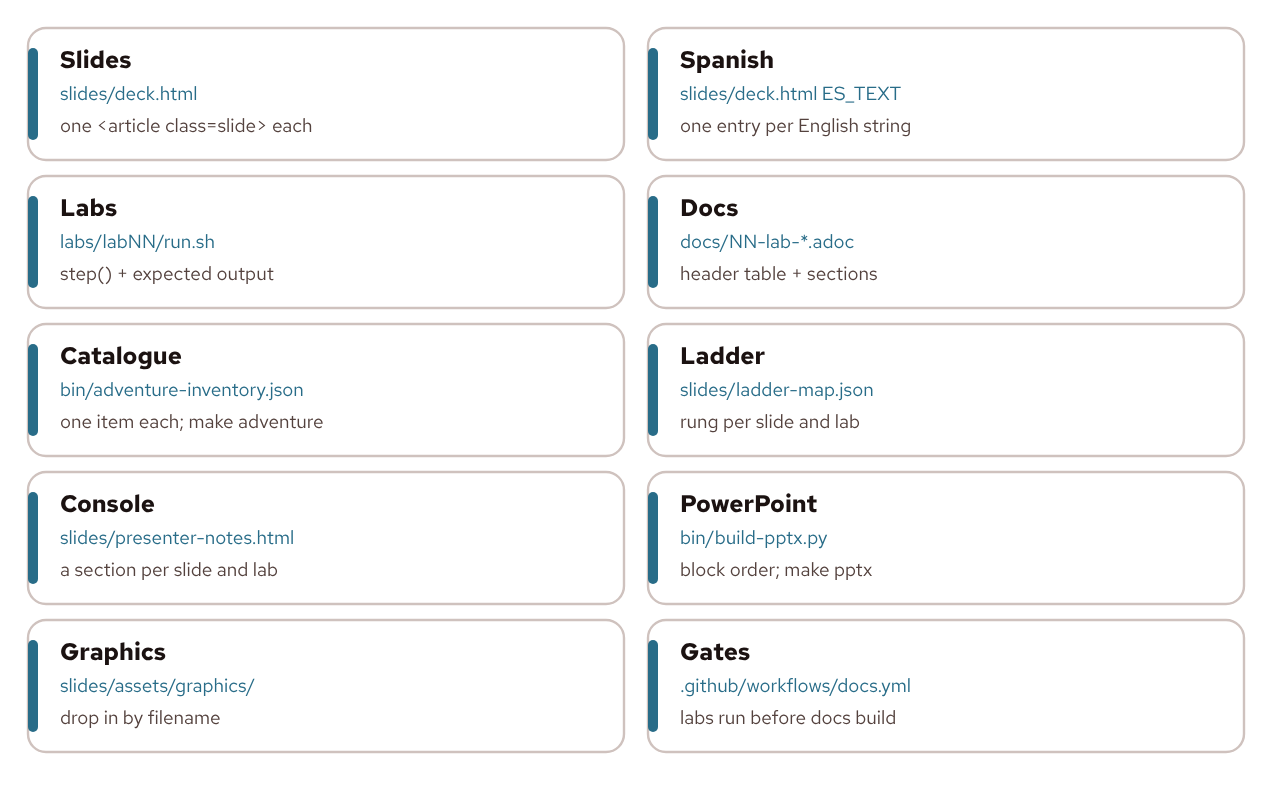 Slides
slides/deck.html
one <article class=slide> each
Spanish
slides/deck.html ES_TEXT
one entry per English string
Labs
labs/labNN/run.sh
step() + expected output
Docs
docs/NN-lab-*.adoc
header table + sections
Catalogue
bin/adventure-inventory.json
one item each; make adventure
Ladder
slides/ladder-map.json
rung per slide and lab
Console
slides/presenter-notes.html
a section per slide and lab
PowerPoint
bin/build-pptx.py
block order; make pptx
Graphics
slides/assets/graphics/
drop in by filename
Gates
.github/workflows/docs.yml
labs run before docs build